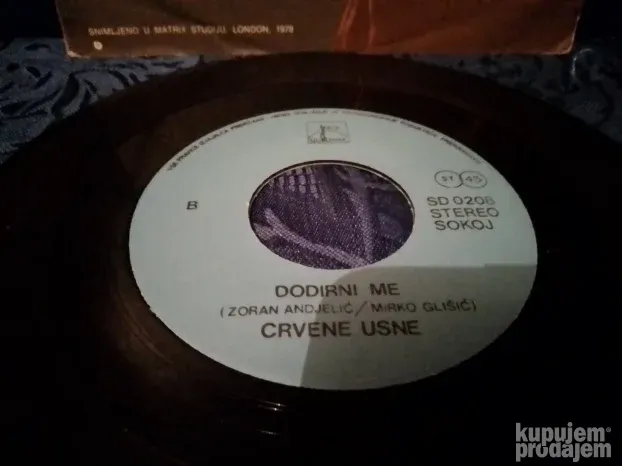 SNIMLJENO U MATRIX STUDIJU, LONDON, 1978
B
ST 45
SD 0208
STEREO
SOKOJ
DODIRNI ME
(ZORAN ANDJELIĆ/MIRKO GLIŠIĆ)
CRVENE USNE
kupujem
prodajem